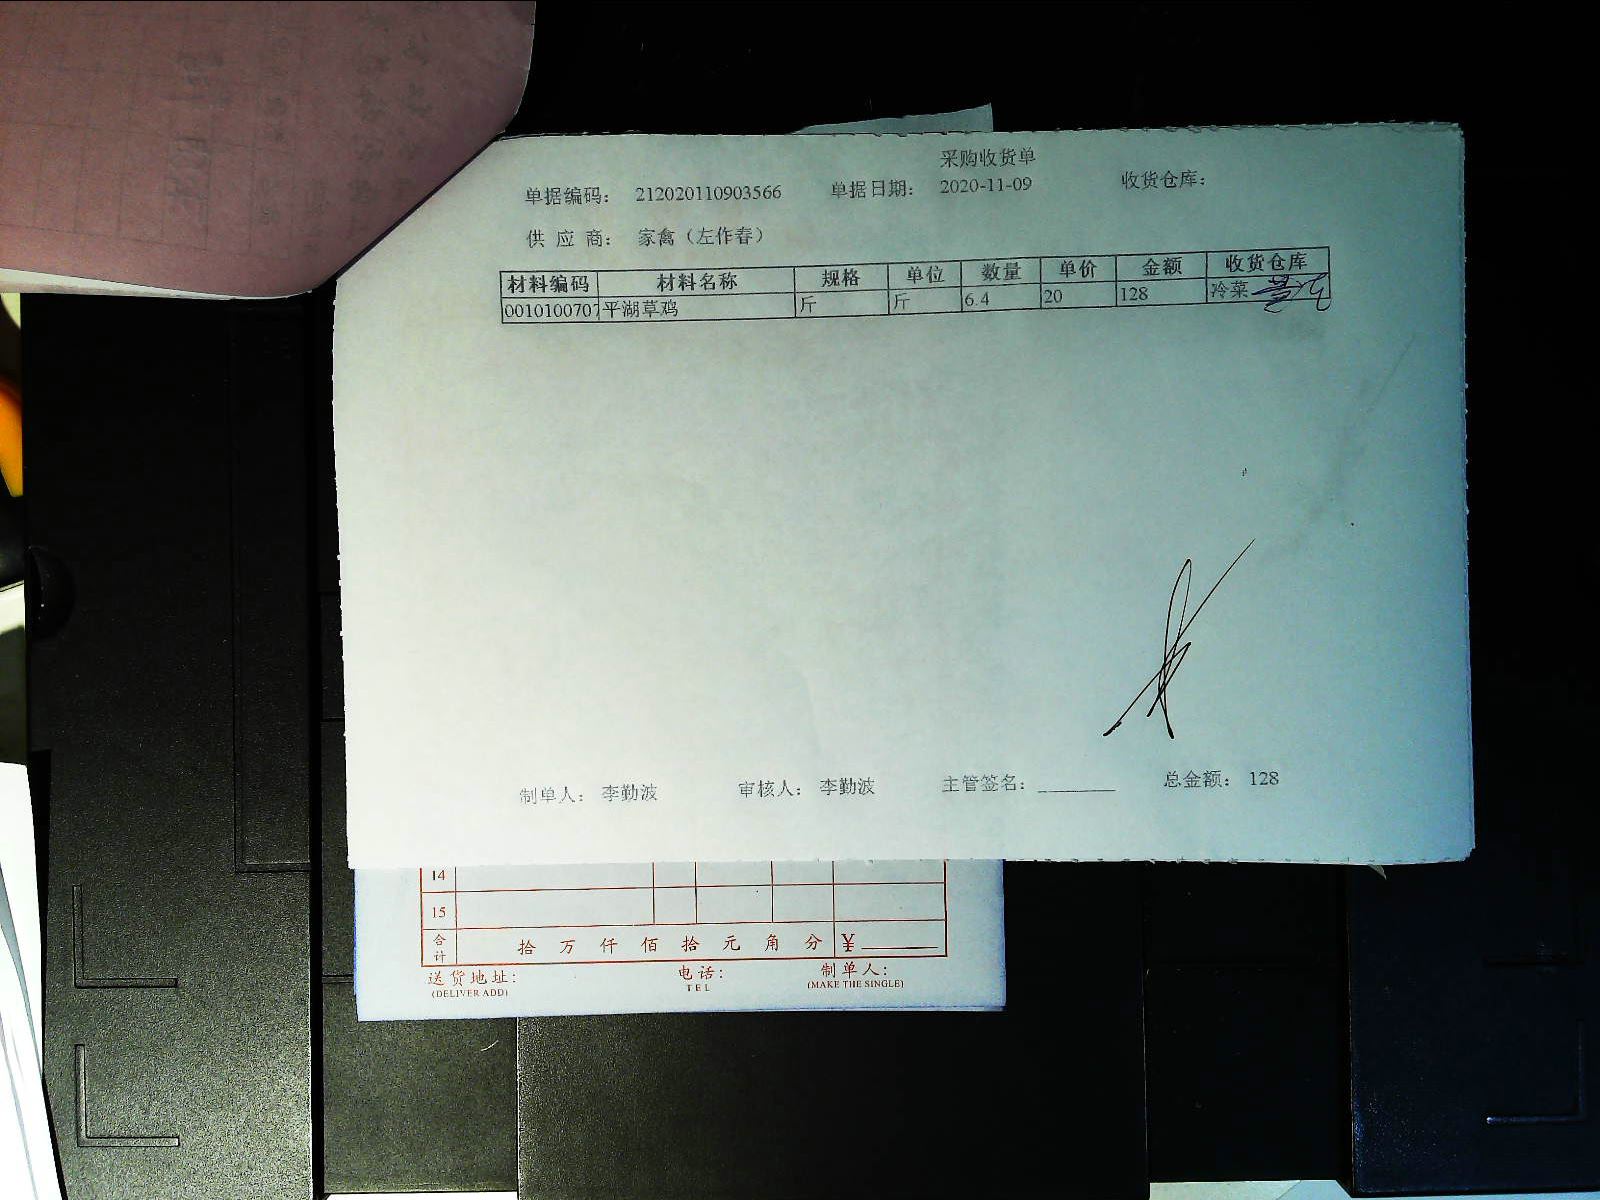 采购收货单
单据编码: 212020110903566 单据日期: 2020-11-09 收货仓库:
供 应 商: 家禽（左作春）
材料编码 材料名称 规格 单位 数量 单价 金额 收货仓库
0010100707 平湖草鸡 斤 斤 6.4 20 128 冷菜
制单人: 李勤波 审核人: 李勤波 主管签名: 总金额: 128
14
15
合计 拾 万 仟 佰 拾 元 角 分 ¥
送货地址: 电话: 制单人:
(DELIVER ADD) TEL (MAKE THE SINGLE)